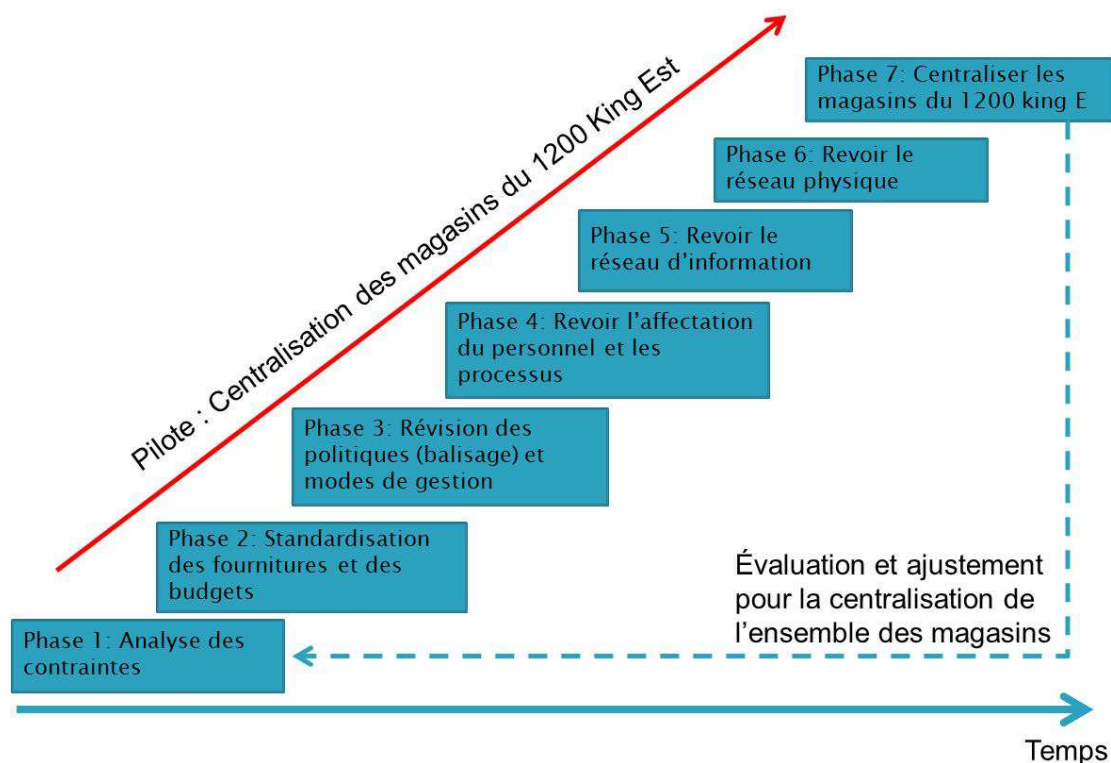 Pilote : Centralisation des magasins du 1200 King Est
Phase 7: Centraliser les
magasins du 1200 king E
Phase 6: Revoir le
réseau physique
Phase 5: Revoir le
réseau d'information
Phase 4: Revoir l'affectation
du personnel et les
processus
Phase 3: Révision des
politiques (balisage) et
modes de gestion
Phase 2: Standardisation
des fournitures et des
budgets
Phase 1: Analyse des
contraintes
Évaluation et ajustement
pour la centralisation de
l'ensemble des magasins
Temps